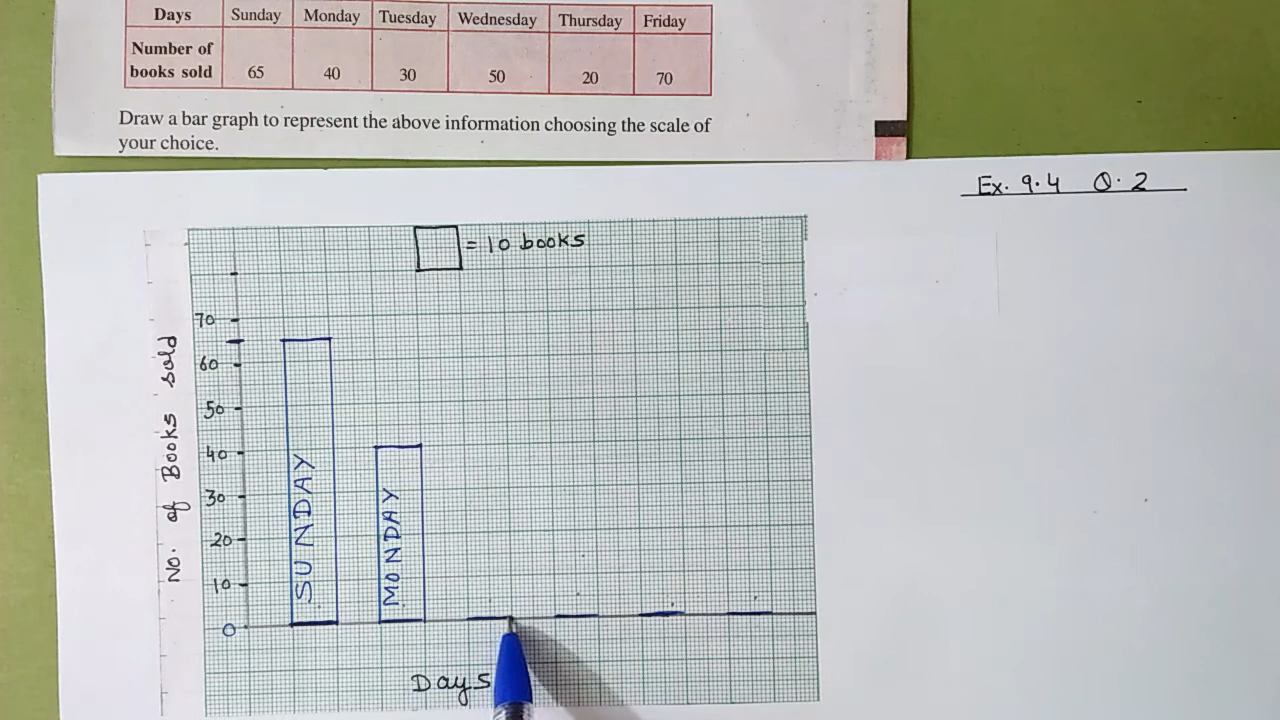 Days Sunday Monday Tuesday Wednesday Thursday Friday
Number of
books sold 65 40 30 50 20 70
Draw a bar graph to represent the above information choosing the scale of
your choice.
Ex. 9.4 Q.2
= 10 books
70
60
50
40
30
20
10
0
No. of Books sold
SUNDAY
MONDAY
Days